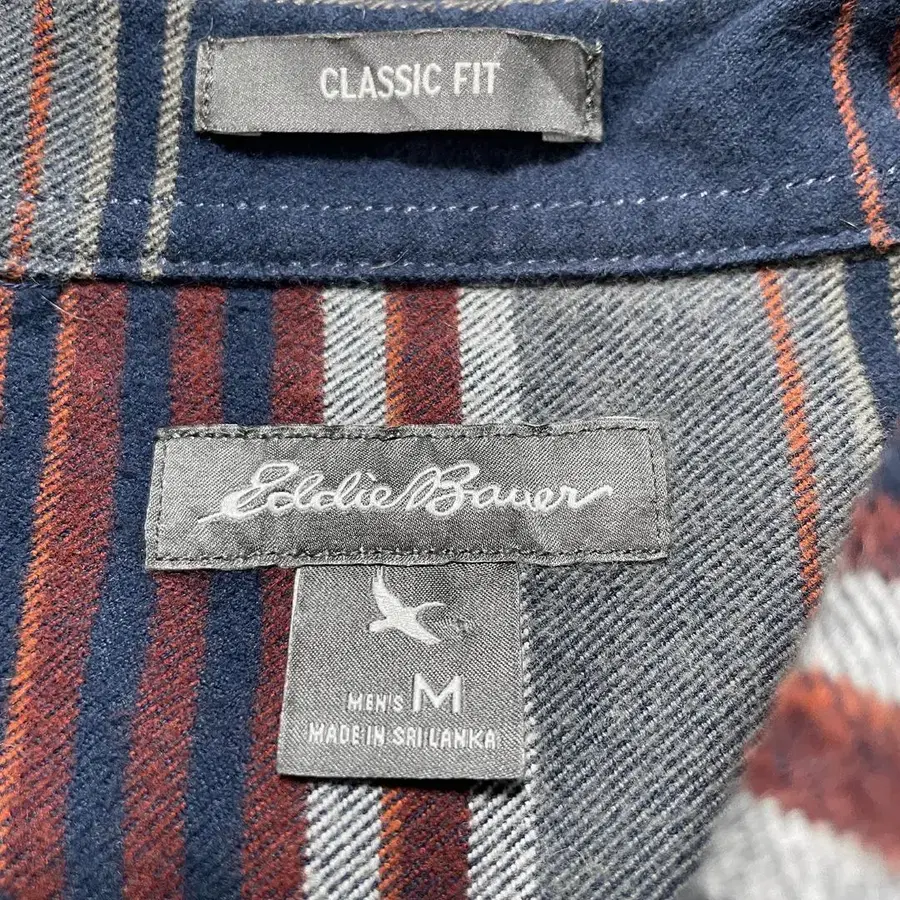 CLASSIC FIT
Eddie Bauer
MEN'S M
MADE IN SRI LANKA